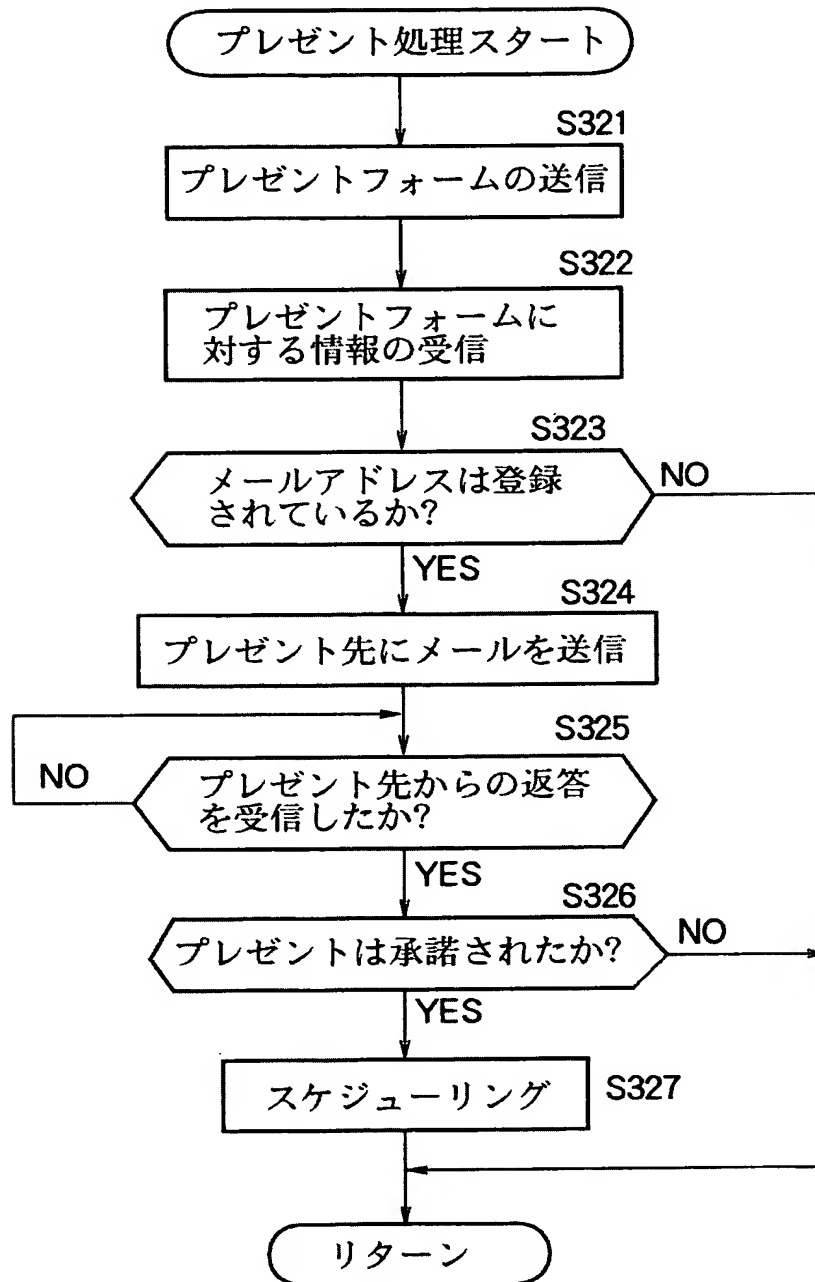 プレゼント処理スタート
S321
プレゼントフォームの送信
S322
プレゼントフォームに
対する情報の受信
S323
メールアドレスは登録
されているか?
NO
YES
S324
プレゼント先にメールを送信
S325
NO
プレゼント先からの返答
を受信したか?
YES
S326
プレゼントは承諾されたか?
NO
YES
スケジューリング
S327
リターン